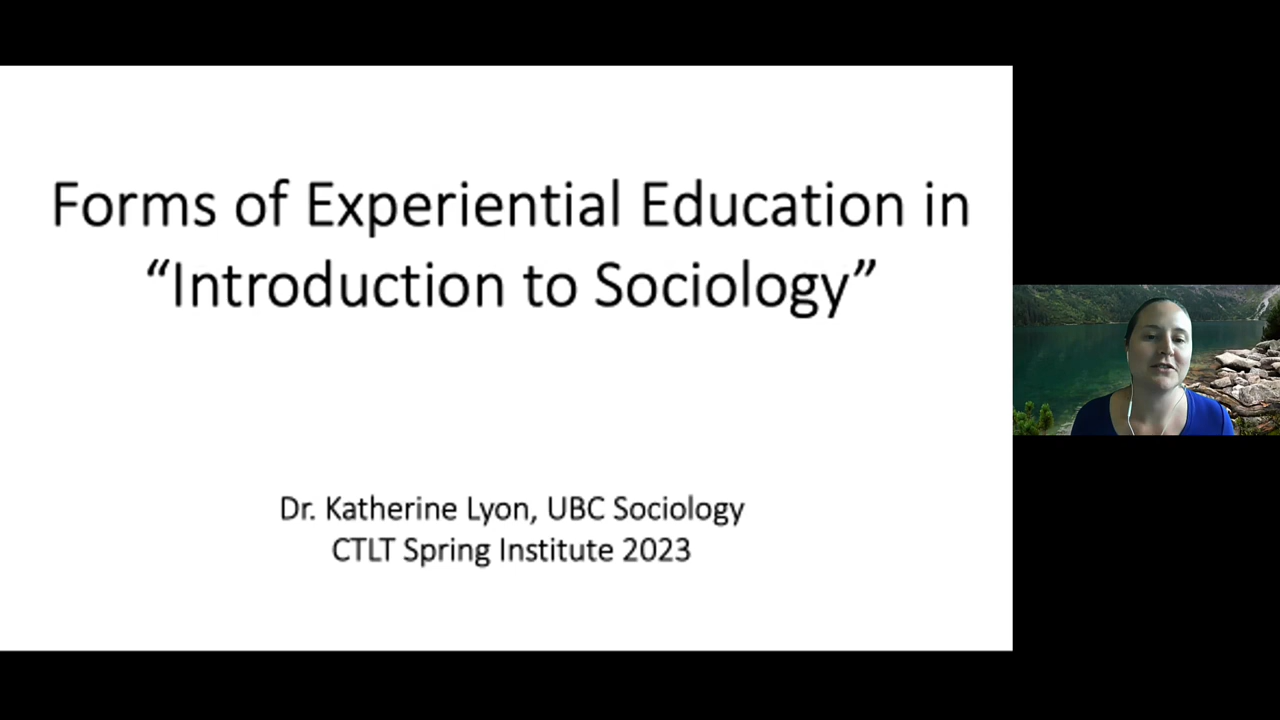 Forms of Experiential Education in
“Introduction to Sociology”
Dr. Katherine Lyon, UBC Sociology
CTLT Spring Institute 2023